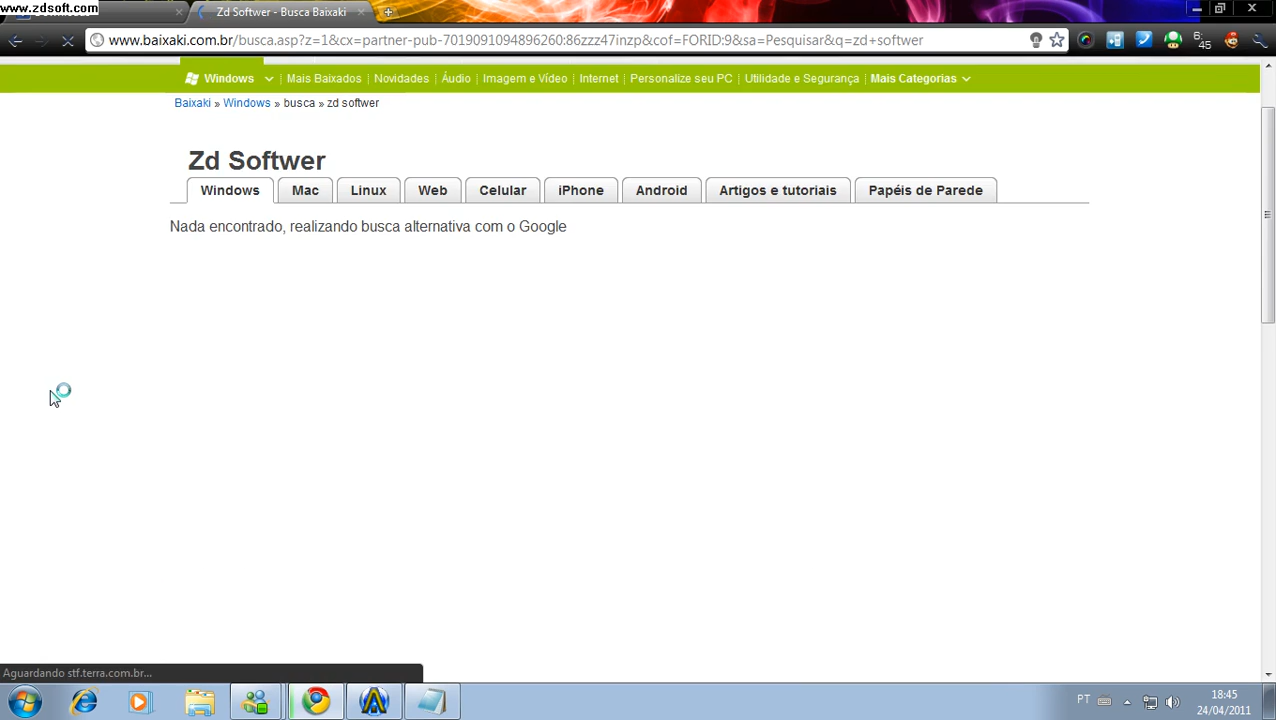 www.zdsoft.com
Zd Softwer - Busca Baixaki
www.baixaki.com.br/busca.asp?z=1&cx=partner-pub-7019091094896260:86zzz47inzp&cof=FORID:9&sa=Pesquisar&q=zd+softwer
6:45
Windows | Mais Baixados | Novidades | Áudio | Imagem e Vídeo | Internet | Personalize seu PC | Utilidade e Segurança | Mais Categorias
Baixaki » Windows » busca » zd softwer
Zd Softwer
Windows Mac Linux Web Celular iPhone Android Artigos e tutoriais Papéis de Parede
Nada encontrado, realizando busca alternativa com o Google
Aguardando stf.terra.com.br...
PT
18:45
24/04/2011